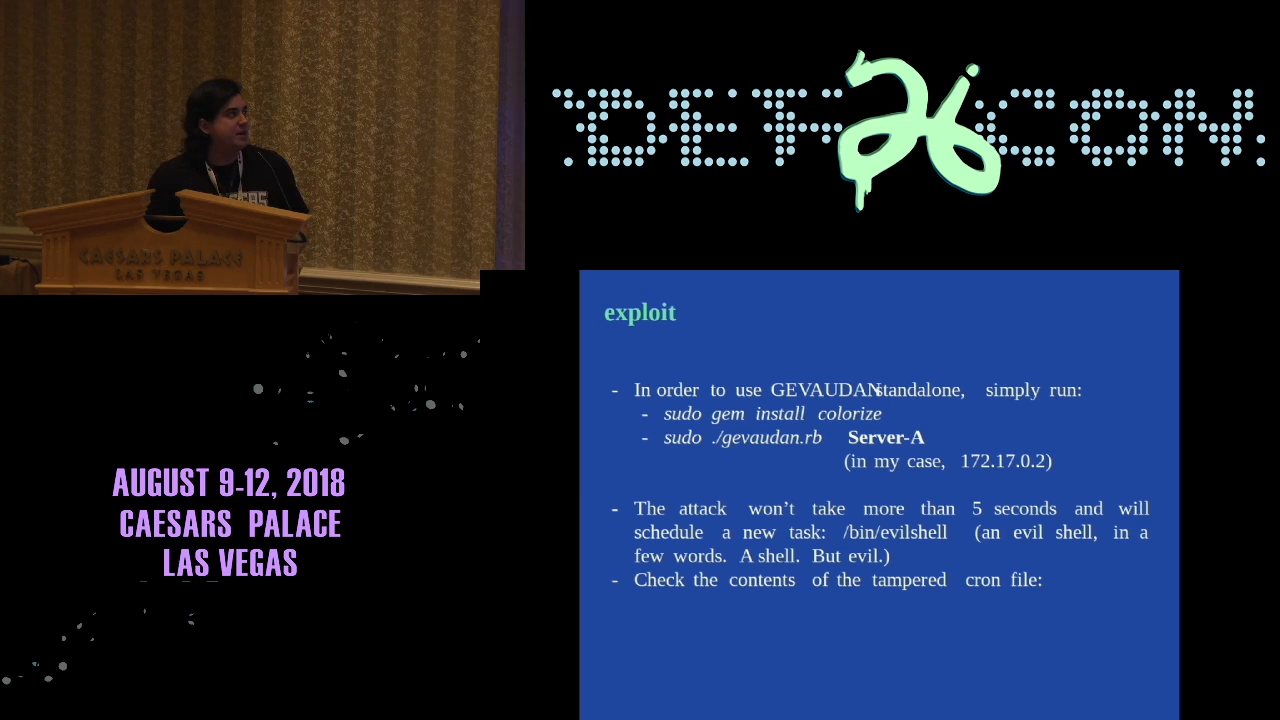 DEF CON
26
CAESARS PALACE
LAS VEGAS
exploit
- In order to use GEVAUDAN standalone, simply run:
- sudo gem install colorize
- sudo ./gevaudan.rb Server-A
(in my case, 172.17.0.2)
- The attack won't take more than 5 seconds and will
schedule a new task: /bin/evilshell (an evil shell, in a
few words. A shell. But evil.)
- Check the contents of the tampered cron file:
AUGUST 9-12, 2018
CAESARS PALACE
LAS VEGAS